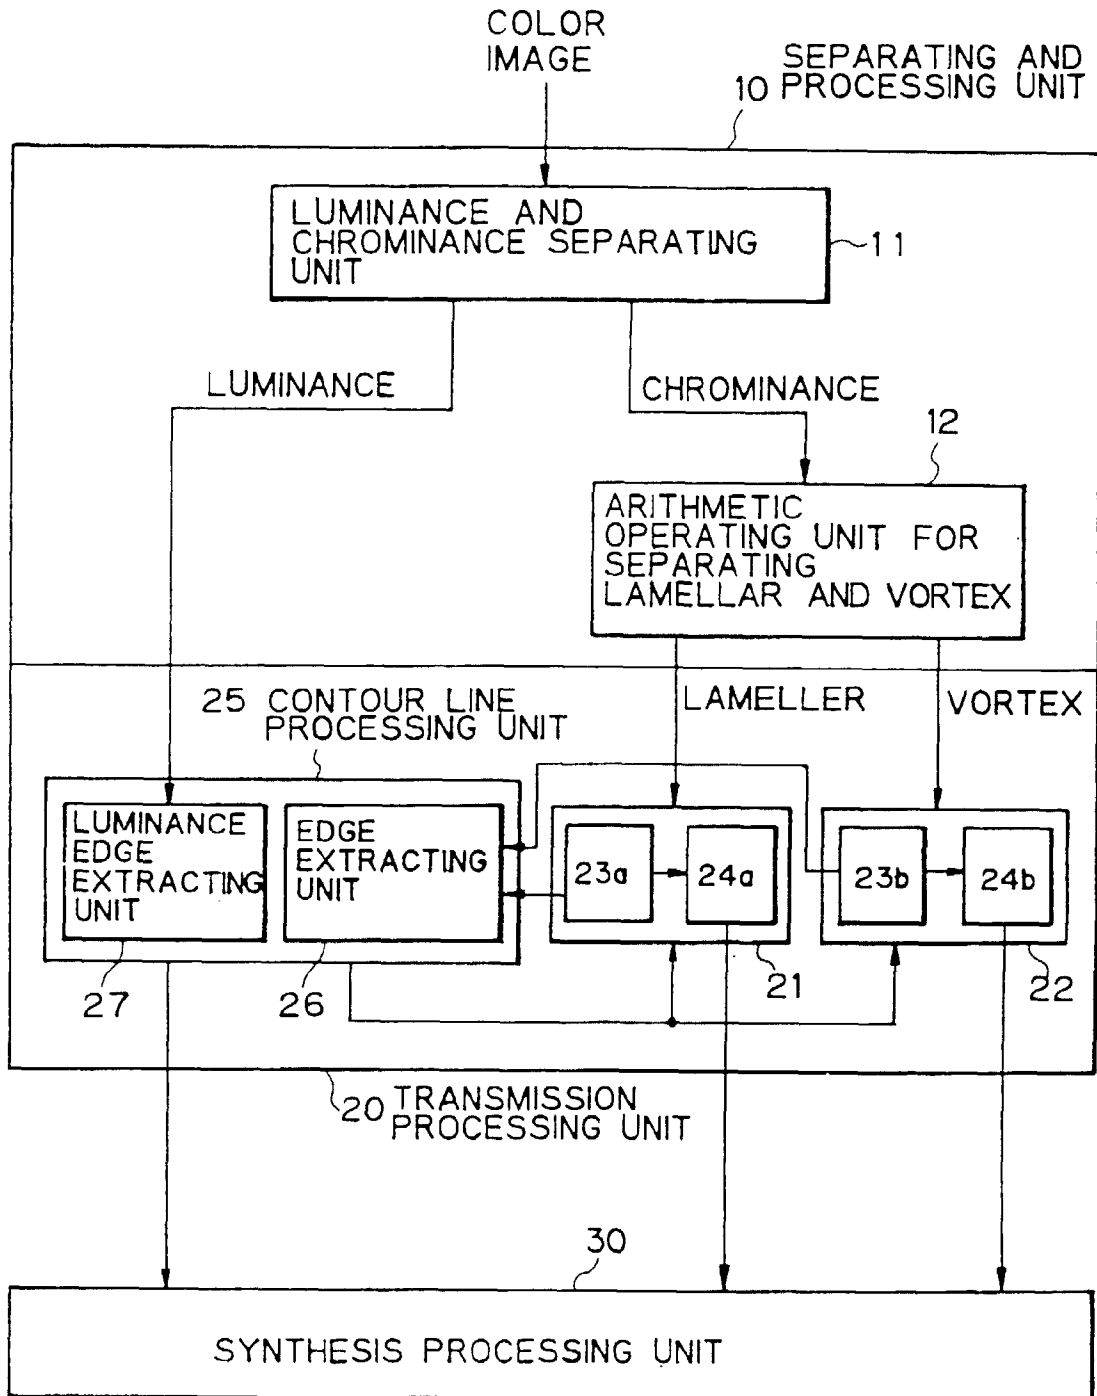 COLOR
IMAGE
SEPARATING AND
10 PROCESSING UNIT
LUMINANCE AND
CHROMINANCE SEPARATING
UNIT
11
LUMINANCE
CHROMINANCE
12
ARITHMETIC
OPERATING UNIT FOR
SEPARATING
LAMELLAR AND VORTEX
25 CONTOUR LINE
PROCESSING UNIT
LAMELLER
VORTEX
LUMINANCE
EDGE
EXTRACTING
UNIT
EDGE
EXTRACTING
UNIT
23a
24a
23b
24b
27
26
21
22
20 TRANSMISSION
PROCESSING UNIT
30
SYNTHESIS PROCESSING UNIT